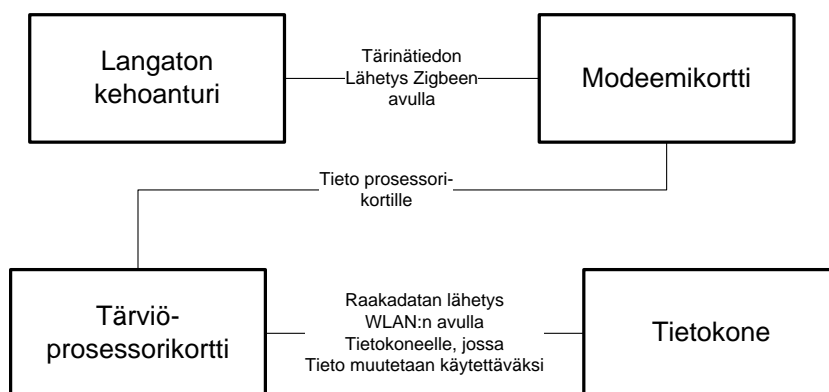 Langaton
kehoanturi
Tärinätiedon
Lähetys Zigbeen
avulla
Modeemikortti
Tieto prosessori-
kortille
Tärviö-
prosessorikortti
Raakadatan lähetys
WLAN:n avulla
Tietokoneelle, jossa
Tieto muutetaan käytettäväksi
Tietokone